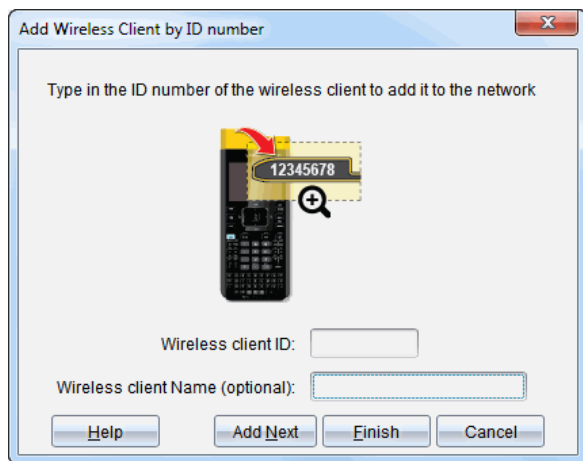 Add Wireless Client by ID number
Type in the ID number of the wireless client to add it to the network
12345678
Wireless client ID:
Wireless client Name (optional):
Help Add Next Finish Cancel